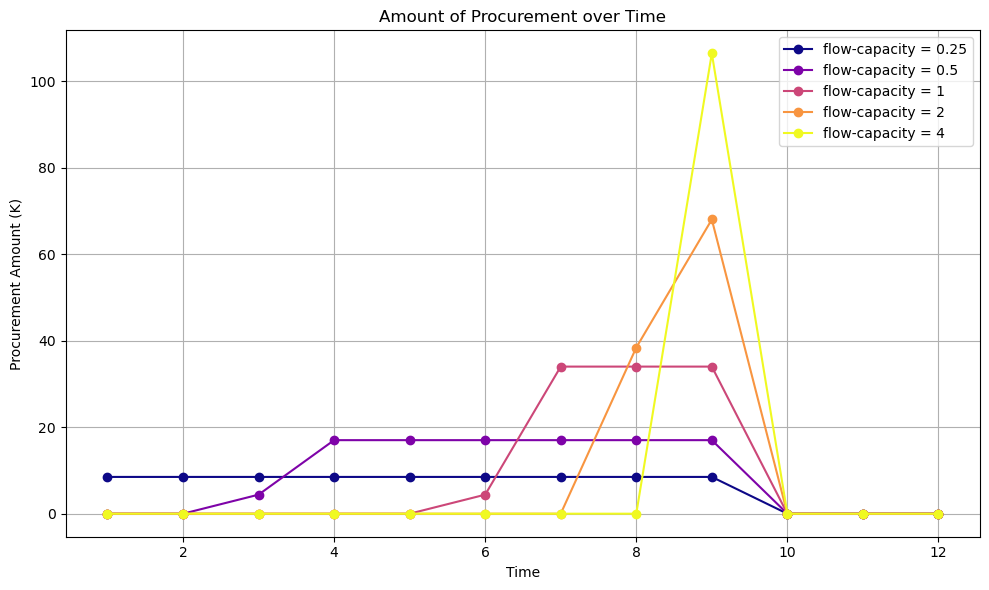 Amount of Procurement over Time
flow-capacity = 0.25
flow-capacity = 0.5
flow-capacity = 1
flow-capacity = 2
flow-capacity = 4
Procurement Amount (K)
100
80
60
40
20
0
2
4
6
8
10
12
Time